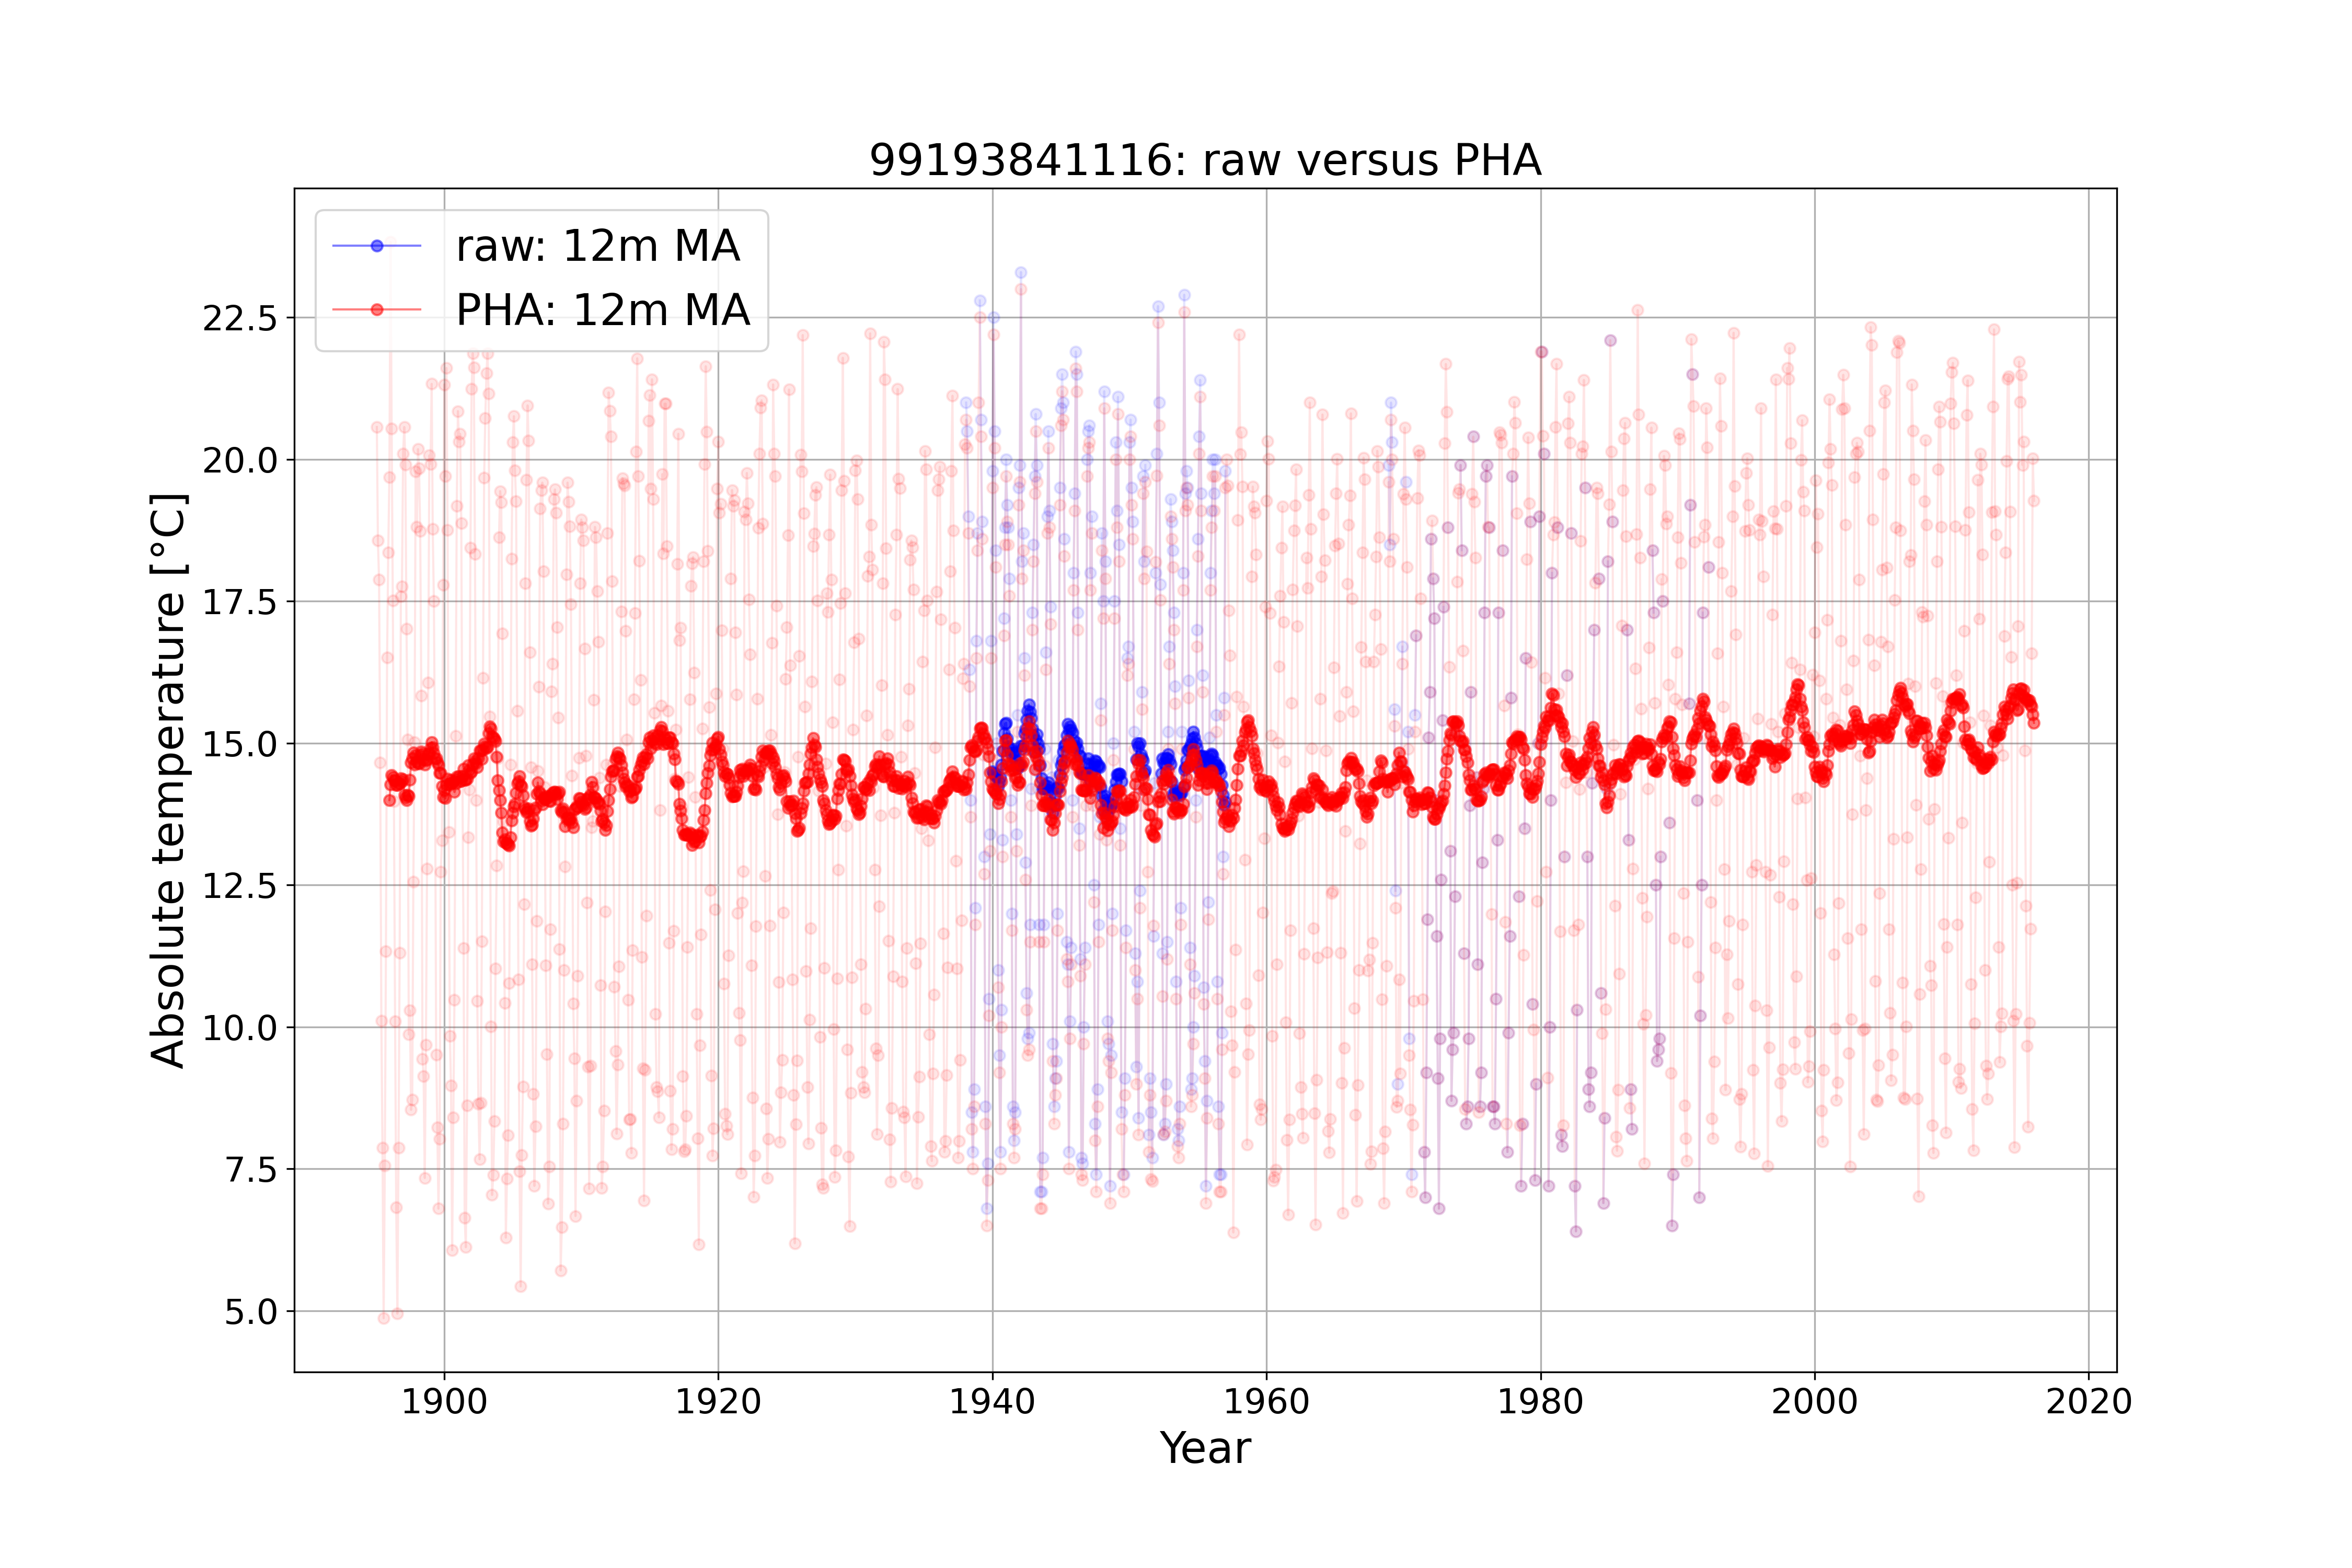 99193841116: raw versus PHA
raw: 12m MA
PHA: 12m MA
Absolute temperature [°C]
22.5
20.0
17.5
15.0
12.5
10.0
7.5
5.0
1900 1920 1940 1960 1980 2000 2020
Year